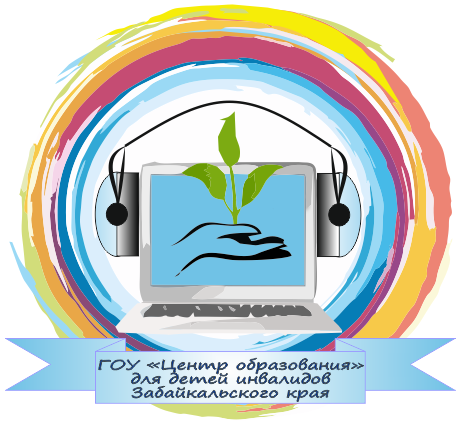 ГОУ «Центр образования»
для детей инвалидов
Забайкальского края